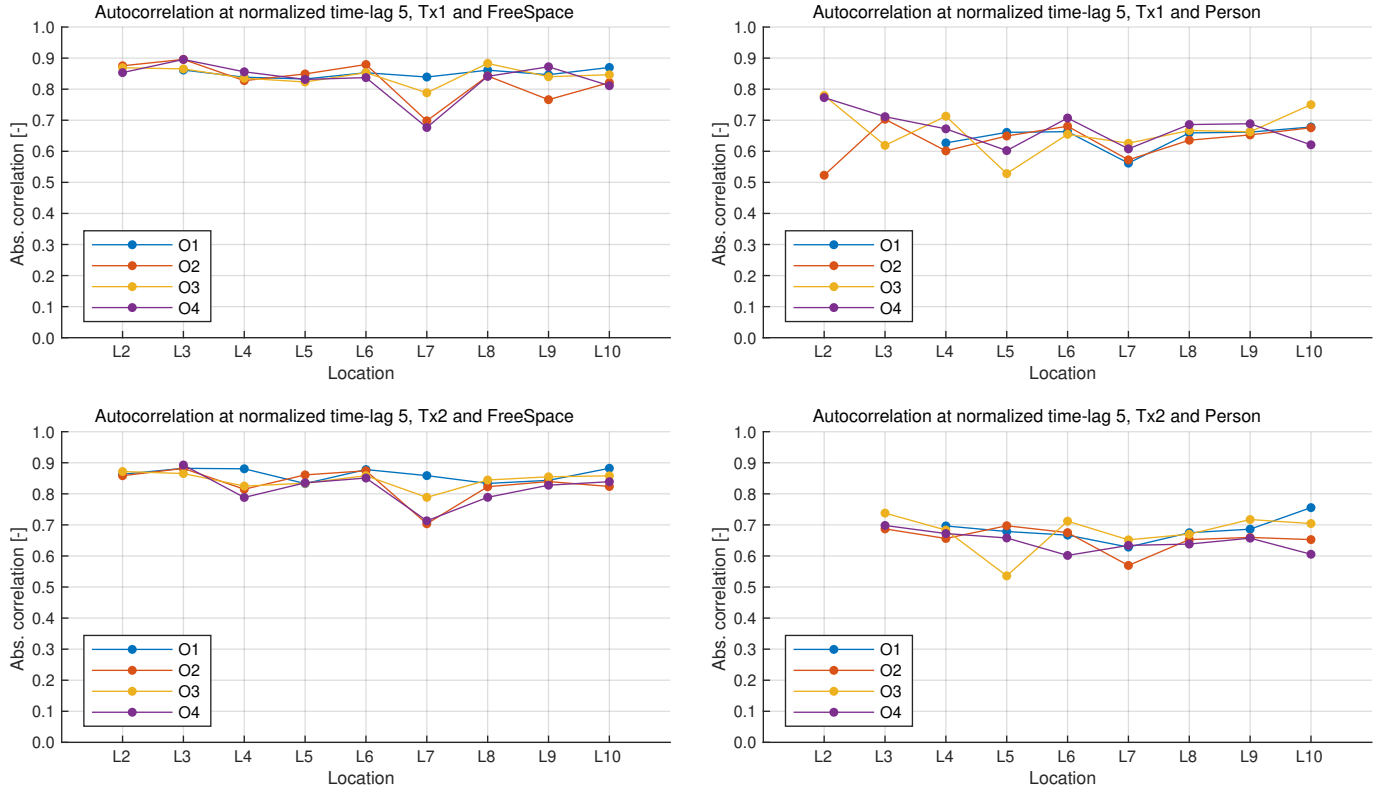 Autocorrelation at normalized time-lag 5, Tx1 and FreeSpace
1.0
0.9
0.8
0.7
0.6
0.5
0.4
0.3
0.2
0.1
0.0
Abs. correlation [-]
O1
O2
O3
O4
L2 L3 L4 L5 L6 L7 L8 L9 L10
Location
Autocorrelation at normalized time-lag 5, Tx1 and Person
1.0
0.9
0.8
0.7
0.6
0.5
0.4
0.3
0.2
0.1
0.0
Abs. correlation [-]
O1
O2
O3
O4
L2 L3 L4 L5 L6 L7 L8 L9 L10
Location
Autocorrelation at normalized time-lag 5, Tx2 and FreeSpace
1.0
0.9
0.8
0.7
0.6
0.5
0.4
0.3
0.2
0.1
0.0
Abs. correlation [-]
O1
O2
O3
O4
L2 L3 L4 L5 L6 L7 L8 L9 L10
Location
Autocorrelation at normalized time-lag 5, Tx2 and Person
1.0
0.9
0.8
0.7
0.6
0.5
0.4
0.3
0.2
0.1
0.0
Abs. correlation [-]
O1
O2
O3
O4
L2 L3 L4 L5 L6 L7 L8 L9 L10
Location